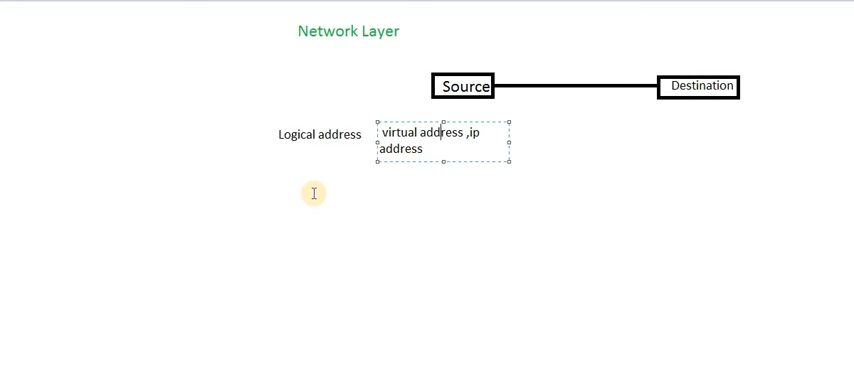 Network Layer
Source
Destination
Logical address
virtual address ,ip
address